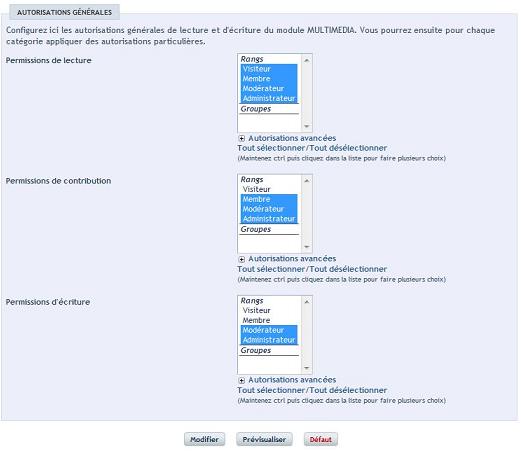 AUTORISATIONS GÉNÉRALES
Configurez ici les autorisations générales de lecture et d'écriture du module MULTIMEDIA. Vous pourrez ensuite pour chaque
catégorie appliquer des autorisations particulières.
Permissions de lecture
Rangs
Visiteur
Membre
Modérateur
Administrateur
Groupes
Autorisations avancées
Tout sélectionner/Tout désélectionner
(Maintenez ctrl puis cliquez dans la liste pour faire plusieurs choix)
Permissions de contribution
Rangs
Visiteur
Membre
Modérateur
Administrateur
Groupes
Autorisations avancées
Tout sélectionner/Tout désélectionner
(Maintenez ctrl puis cliquez dans la liste pour faire plusieurs choix)
Permissions d'écriture
Rangs
Visiteur
Membre
Modérateur
Administrateur
Groupes
Autorisations avancées
Tout sélectionner/Tout désélectionner
(Maintenez ctrl puis cliquez dans la liste pour faire plusieurs choix)
Modifier Prévisualiser Défaut